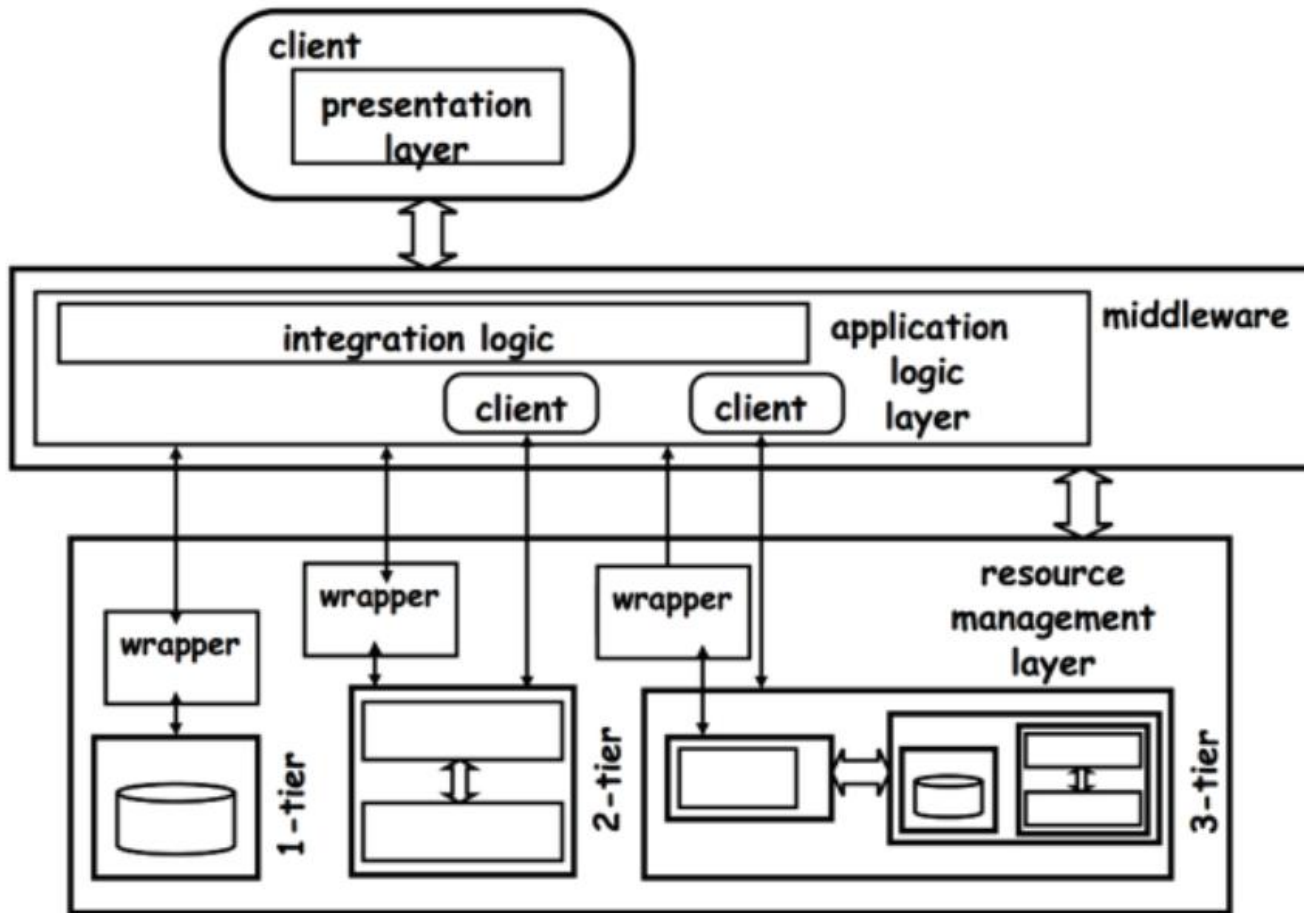 client
presentation
layer
integration logic
application
logic
layer
middleware
client
client
resource
management
layer
wrapper
wrapper
wrapper
1-tier
2-tier
3-tier